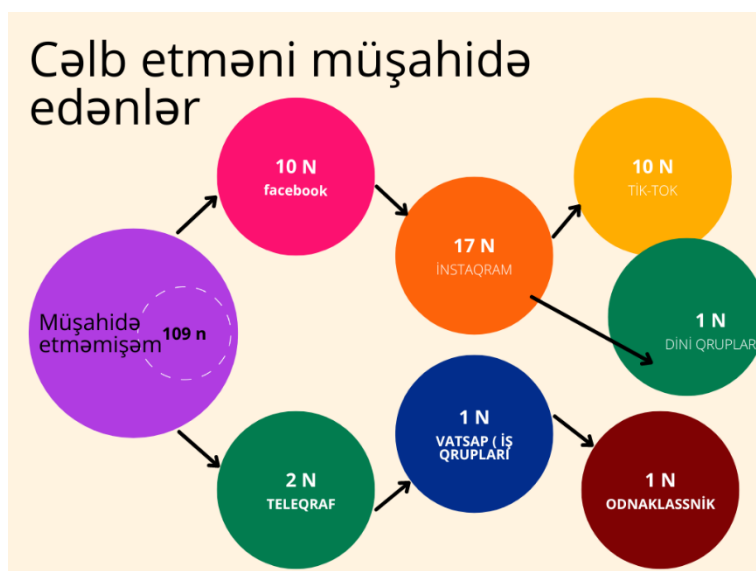 Cəlb etməni müşahidə
edənlər
10 N
facebook
10 N
TİK-TOK
17 N
İNSTAQRAM
Müşahidə
etməmişəm
109 n
1 N
DİNİ QRUPLAR
1 N
VATSAP ( İŞ
QRUPLARI
2 N
TELEQRAF
1 N
ODNAKLASSNİK